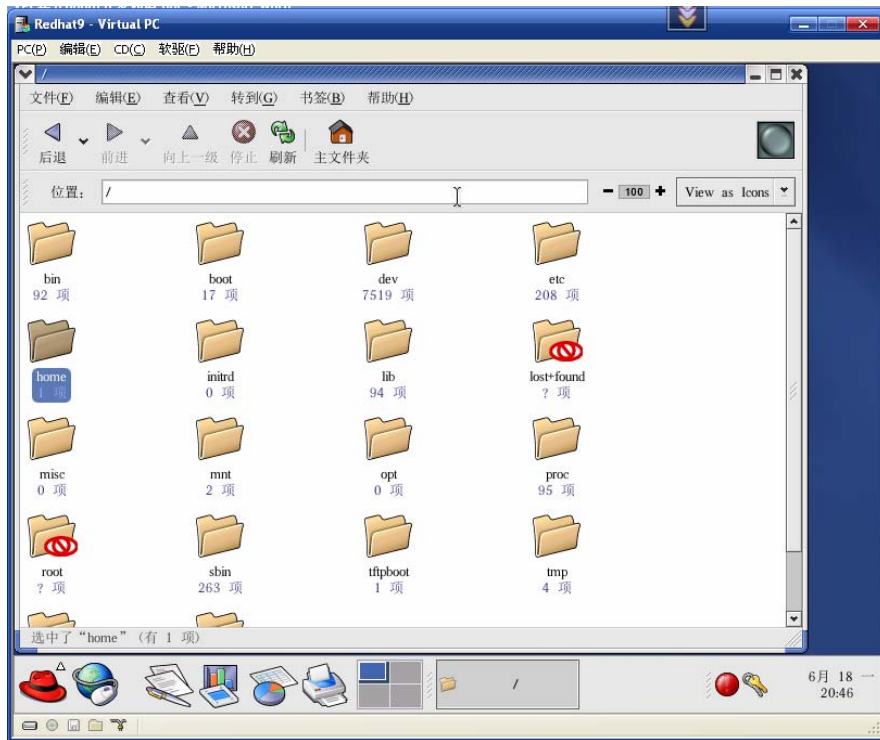 Redhat9 - Virtual PC
PC(P) 编辑(E) CD(C) 软驱(F) 帮助(H)
/
文件(F) 编辑(E) 查看(V) 转到(G) 书签(B) 帮助(H)
后退 前进 向上一级 停止 刷新 主文件夹
位置: / 100 View as Icons
bin boot dev etc
92 项 17 项 7519 项 208 项
home initrd lib lost+found
1 项 0 项 94 项 ? 项
misc mnt opt proc
0 项 2 项 0 项 95 项
root sbin tftpboot tmp
? 项 263 项 1 项 4 项
选中了“home”（有 1 项）
/ 6月 18 一
20:46